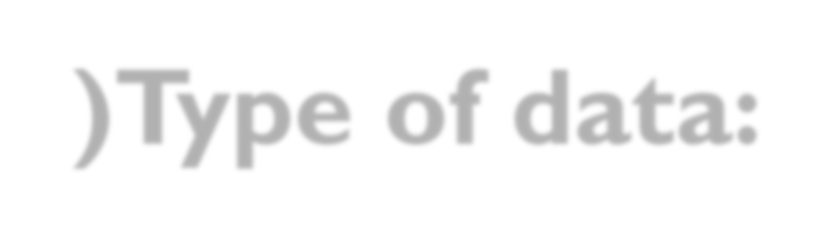 )Type of data: